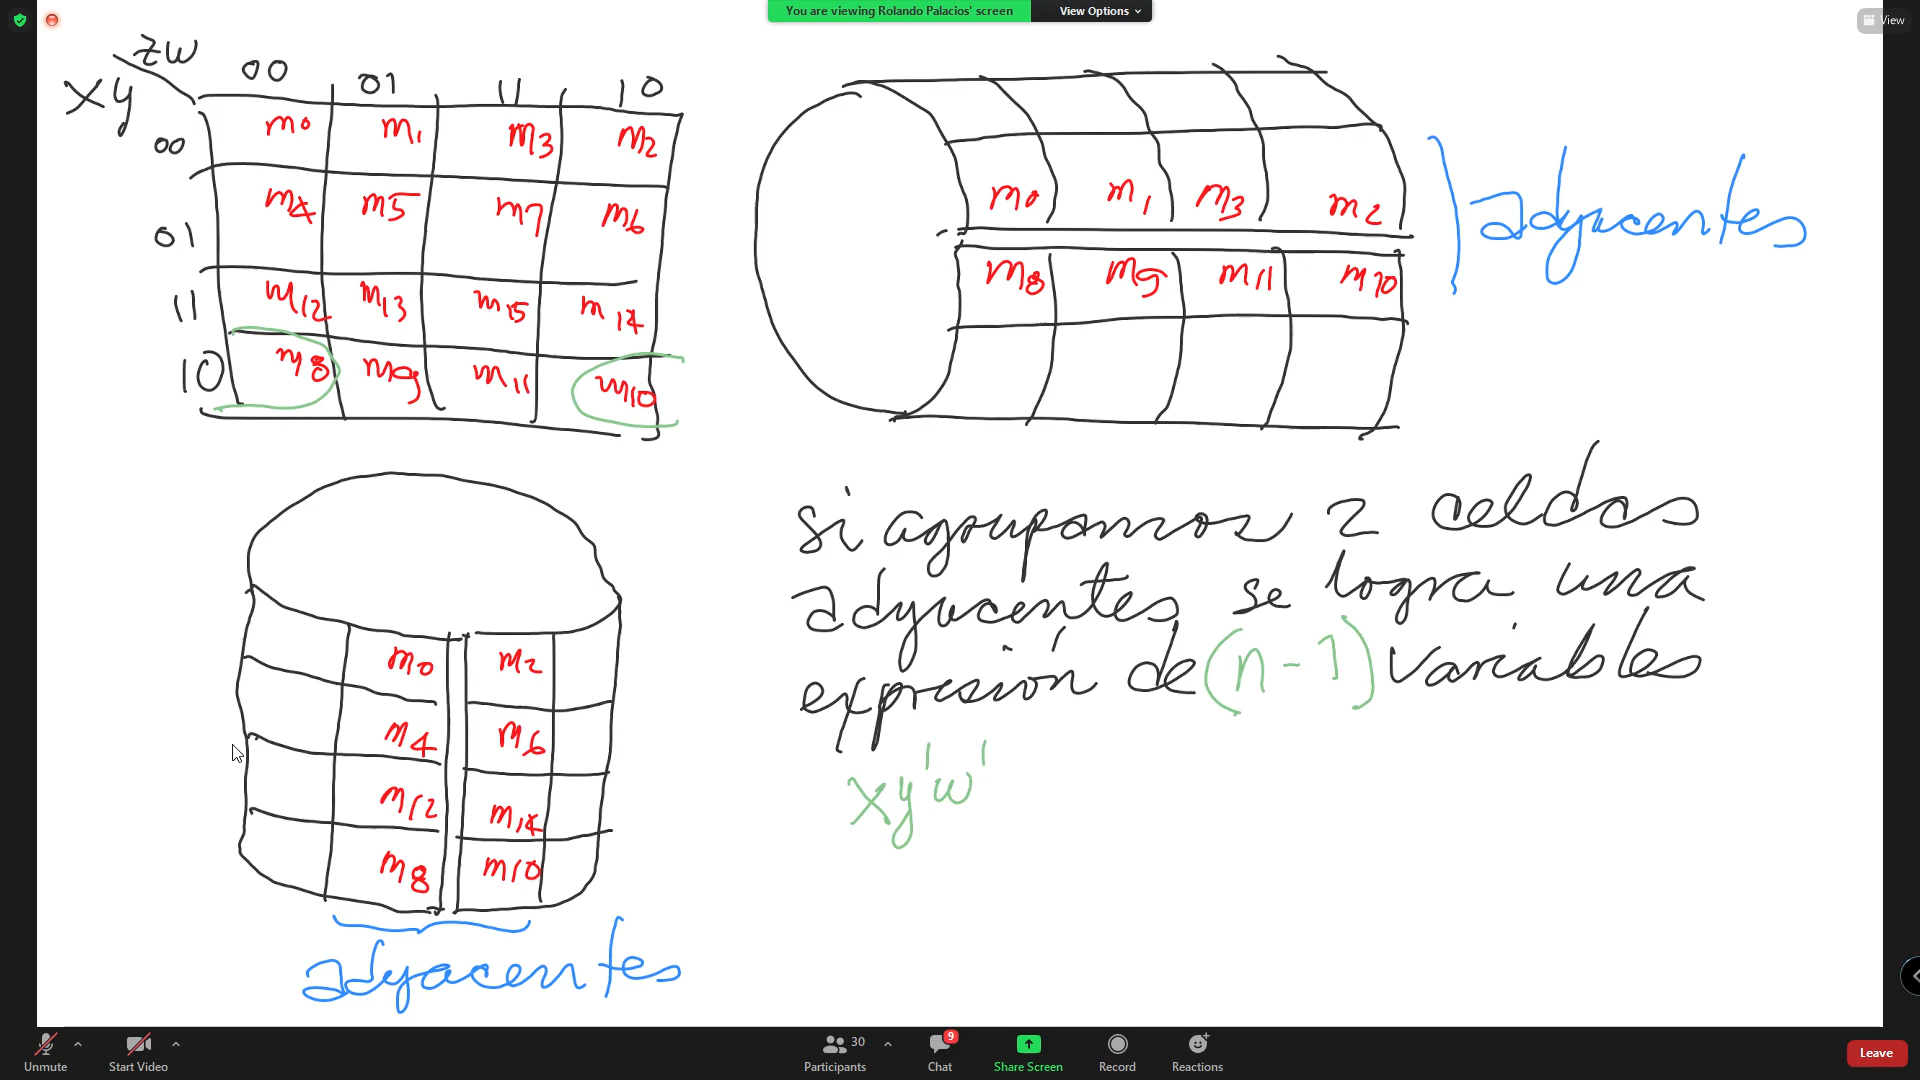 You are viewing Rolando Palacios' screen View Options View
zw
xy
00 01 11 10
00 m0 m1 m3 m2
01 m4 m5 m7 m6
11 m12 m13 m15 m14
10 m8 m9 m11 m10
m0 m1 m3 m2
m8 m9 m11 m10
adyacentes
m0 m2
m4 m6
m12 m14
m8 m10
adyacentes
si agrupamos 2 celdas
adyacentes se logra una
expresión de (n-1) variables
xy'w'
Unmute Start Video 30 Participants 9 Chat Share Screen Record Reactions Leave